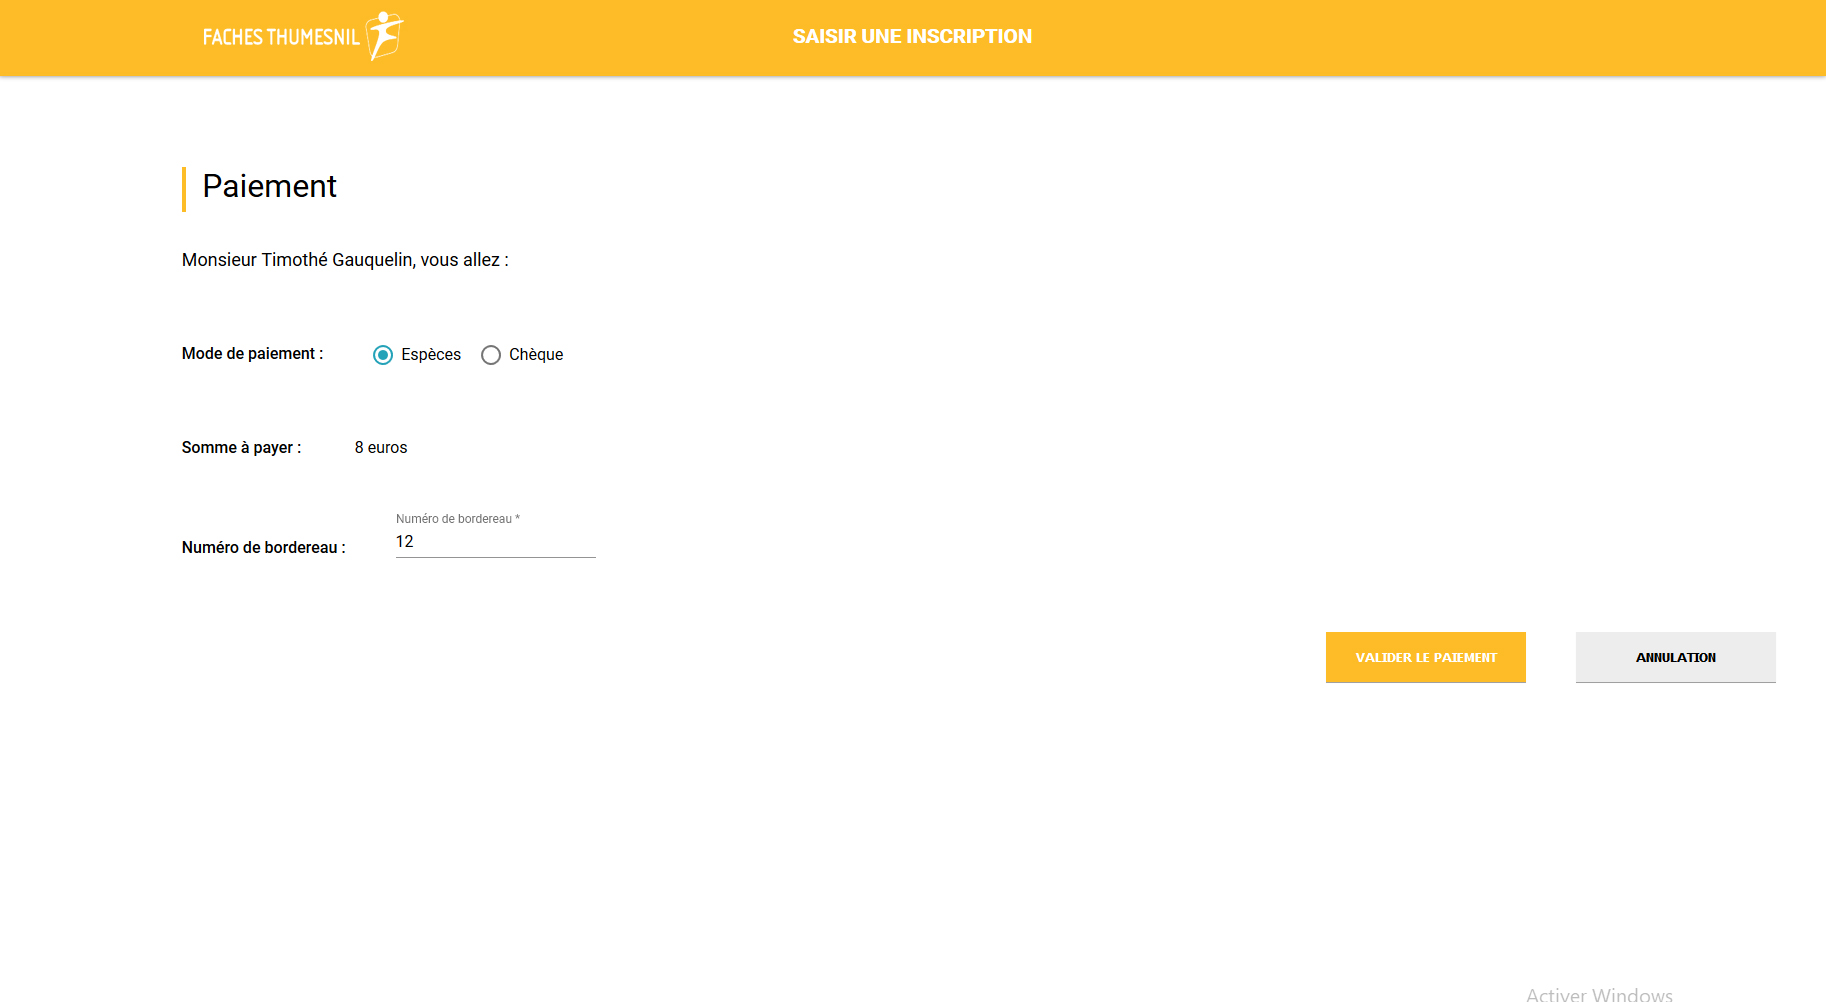 FACHES THUMESNIL
SAISIR UNE INSCRIPTION
Paiement
Monsieur Timothé Gauquelin, vous allez :
Mode de paiement : Espèces Chèque
Somme à payer : 8 euros
Numéro de bordereau *
Numéro de bordereau : 12
VALIDER LE PAIEMENT ANNULATION
Activer Windows